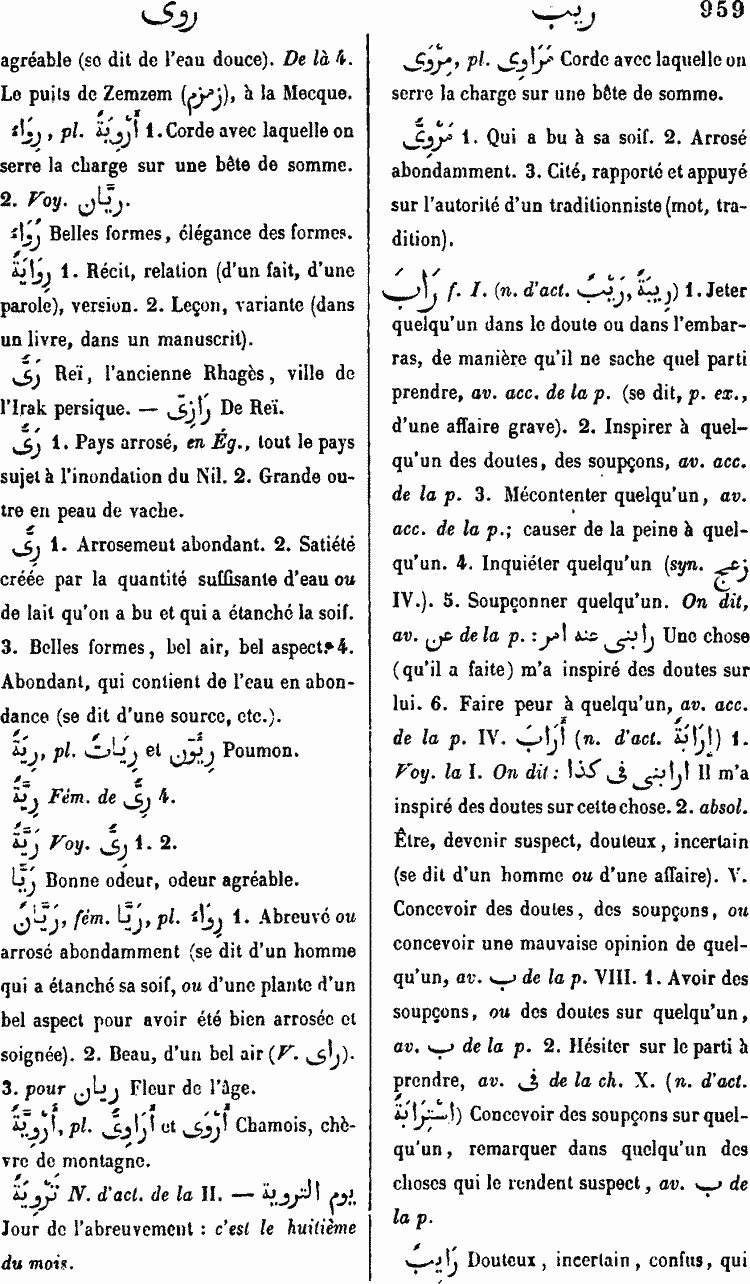 روى
ريب
959
agréable (se dit de l'eau douce). De là 4.
Le puits de Zemzem (زمزم), à la Mecque.
رِوَاءٌ, pl. أَرْوِيَةٌ 1. Corde avec laquelle on
serre la charge sur une bête de somme.
2. Voy. رَيَّان.
رُوَاءٌ Belles formes, élégance des formes.
رِوَايَةٌ 1. Récit, relation (d'un fait, d'une
parole), version. 2. Leçon, variante (dans
un livre, dans un manuscrit).
رَىٌّ Reï, l'ancienne Rhagès, ville de
l'Irak persique. — رَازِىٌّ De Reï.
رَىٌّ 1. Pays arrosé, en Ég., tout le pays
sujet à l'inondation du Nil. 2. Grande ou-
tre en peau de vache.
رِىٌّ 1. Arrosement abondant. 2. Satiété
créée par la quantité suffisante d'eau ou
de lait qu'on a bu et qui a étanché la soif.
3. Belles formes, bel air, bel aspect. 4.
Abondant, qui contient de l'eau en abon-
dance (se dit d'une source, etc.).
رِيَةٌ, pl. رِيَاتٌ et رِيُّون Poumon.
رِيَّةٌ Fém. de رِىٌّ 4.
رَيَّةٌ Voy. رِىٌّ 1. 2.
رَيَّا Bonne odeur, odeur agréable.
رَيَّانٌ, fém. رَيَّا, pl. رِوَاءٌ 1. Abreuvé ou
arrosé abondamment (se dit d'un homme
qui a étanché sa soif, ou d'une plante d'un
bel aspect pour avoir été bien arrosée et
soignée). 2. Beau, d'un bel air (V. راى).
3. pour ريان Fleur de l'âge.
أُرْوِيَّةٌ, pl. أَرَاوِىُّ et أَرْوَى Chamois, chè-
vre de montagne.
تَرْوِيَةٌ N. d'act. de la II. — يوم التروية
Jour de l'abreuvement : c'est le huitième
du mois.
مِرْوًى, pl. مَرَاوِى Corde avec laquelle on
serre la charge sur une bête de somme.
مَرْوِىٌّ 1. Qui a bu à sa soif. 2. Arrosé
abondamment. 3. Cité, rapporté et appuyé
sur l'autorité d'un traditionniste (mot, tra-
dition).
رَابَ f. I. (n. d'act. رَيْبٌ, رِيبَةٌ) 1. Jeter
quelqu'un dans le doute ou dans l'embar-
ras, de manière qu'il ne sache quel parti
prendre, av. acc. de la p. (se dit, p. ex.,
d'une affaire grave). 2. Inspirer à quel-
qu'un des doutes, des soupçons, av. acc.
de la p. 3. Mécontenter quelqu'un, av.
acc. de la p.; causer de la peine à quel-
qu'un. 4. Inquiéter quelqu'un (syn. زعج
IV.). 5. Soupçonner quelqu'un. On dit,
av. عن de la p. : رابنى عنه امر Une chose
(qu'il a faite) m'a inspiré des doutes sur
lui. 6. Faire peur à quelqu'un, av. acc.
de la p. IV. أَرَابَ (n. d'act. إِرَابَةٌ) 1.
Voy. la I. On dit : ارابنى فى كذا Il m'a
inspiré des doutes sur cette chose. 2. absol.
Être, devenir suspect, douteux, incertain
(se dit d'un homme ou d'une affaire). V.
Concevoir des doutes, des soupçons, ou
concevoir une mauvaise opinion de quel-
qu'un, av. ب de la p. VIII. 1. Avoir des
soupçons, ou des doutes sur quelqu'un,
av. ب de la p. 2. Hésiter sur le parti à
prendre, av. فى de la ch. X. (n. d'act.
اِسْتِرَابَةٌ) Concevoir des soupçons sur quel-
qu'un, remarquer dans quelqu'un des
choses qui le rendent suspect, av. ب de
la p.
رَايِبٌ Douteux, incertain, confus, qui